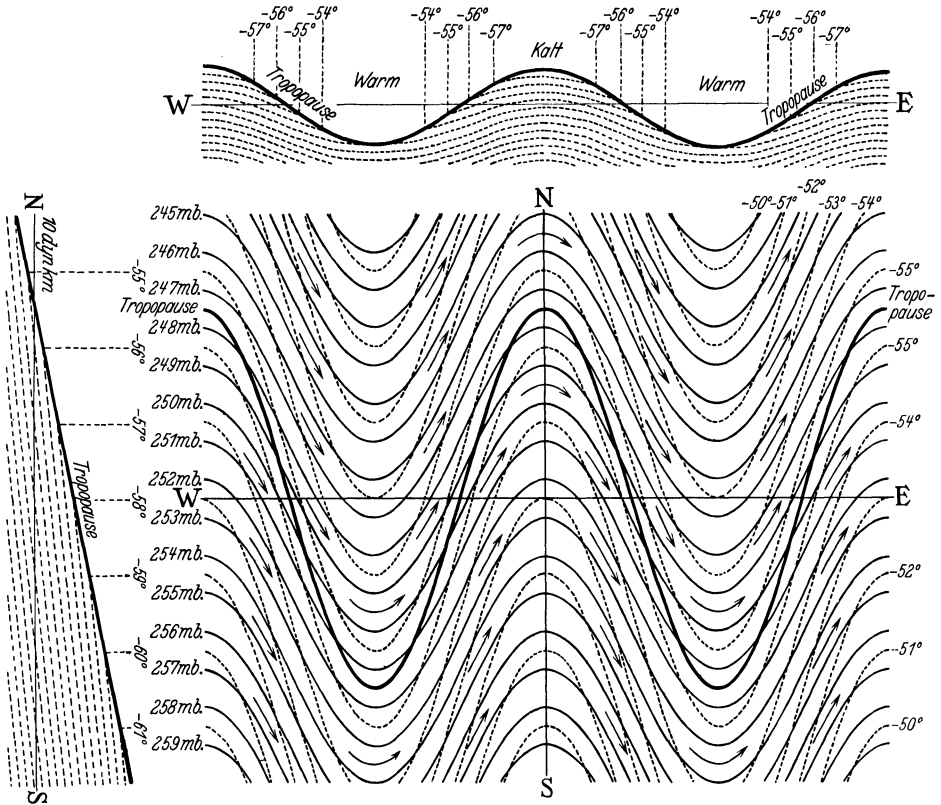 -56° -54° -54° -56° -54° -54° -56°
-57° -55° -55° -57° Kalt -57° -55° -55° -57°
Tropopause Warm Warm Tropopause
W E
N
10 dyn km
-55°
-56°
-57°
-58°
-59°
-60°
-61°
Tropopause
S
N
-52°
-50° -51° -53° -54°
245mb.
246mb.
247mb.
Tropopause
248mb.
249mb.
250mb.
251mb.
252mb.
W
253mb.
254mb.
255mb.
256mb.
257mb.
258mb.
259mb.
-55°
Tropo-
pause
-55°
-54°
E
-52°
-51°
-50°
S